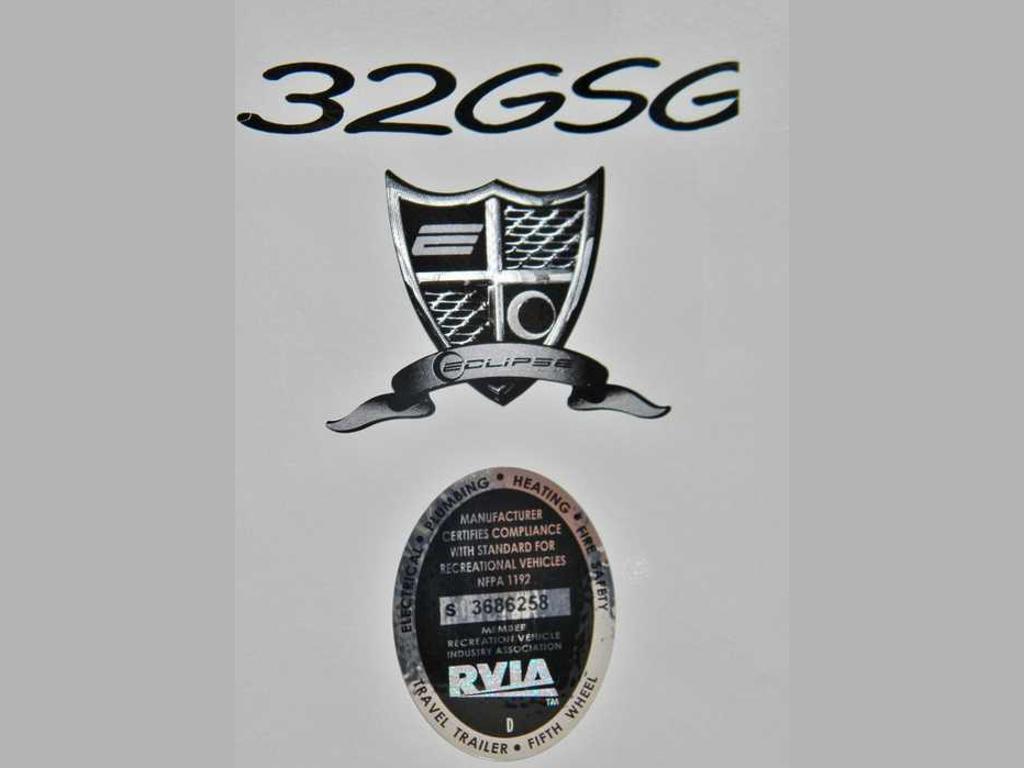 32GSG
E
ECLIPSE
ELECTRICAL • PLUMBING • HEATING • FIRE SAFETY
MANUFACTURER
CERTIFIES COMPLIANCE
WITH STANDARD FOR
RECREATIONAL VEHICLES
NFPA 1192
S 3686258
MEMBER
RECREATION VEHICLE
INDUSTRY ASSOCIATION
RVIA
TM
D
TRAVEL TRAILER • FIFTH WHEEL